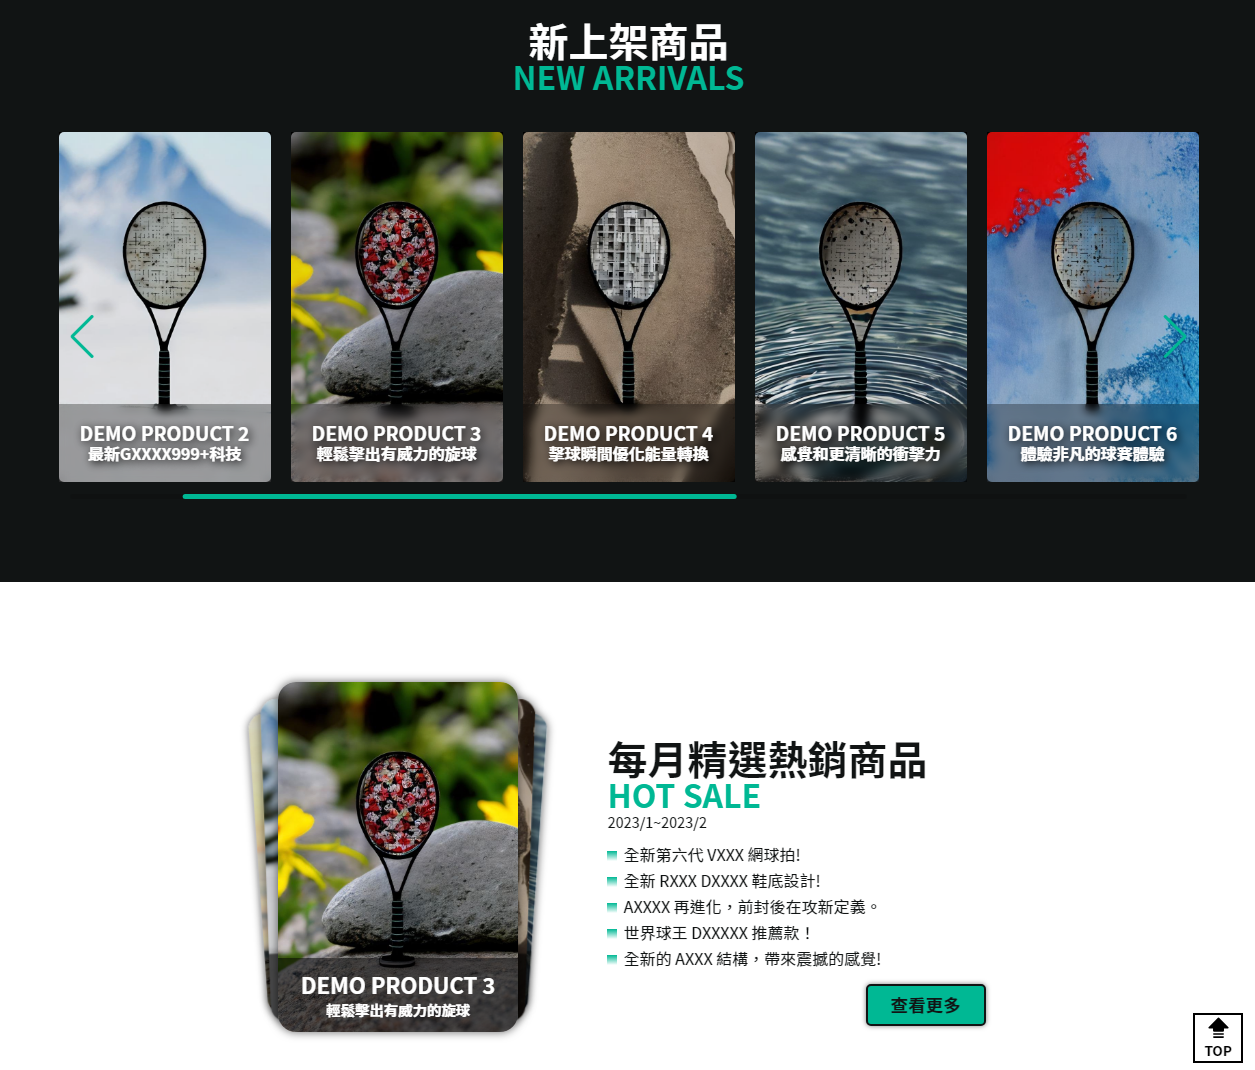 新上架商品
NEW ARRIVALS
DEMO PRODUCT 2
最新GXXXX999+科技
DEMO PRODUCT 3
輕鬆擊出有威力的旋球
DEMO PRODUCT 4
擊球瞬間優化能量轉換
DEMO PRODUCT 5
感覺和更清晰的衝擊力
DEMO PRODUCT 6
體驗非凡的球賽體驗
DEMO PRODUCT 3
輕鬆擊出有威力的旋球
每月精選熱銷商品
HOT SALE
2023/1~2023/2
全新第六代 VXXX 網球拍!
全新 RXXX DXXXX 鞋底設計!
AXXXX 再進化，前封後在攻新定義。
世界球王 DXXXXX 推薦款！
全新的 AXXX 結構，帶來震撼的感覺!
查看更多
TOP